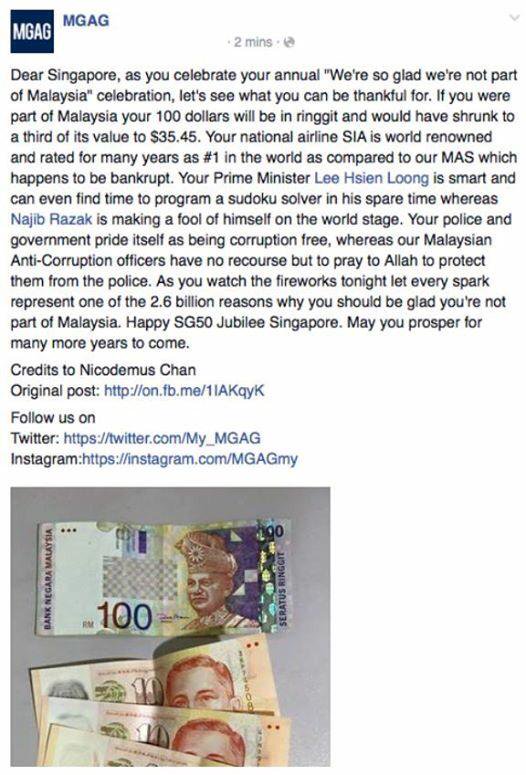 MGAG
MGAG
2 mins
Dear Singapore, as you celebrate your annual "We're so glad we're not part
of Malaysia" celebration, let's see what you can be thankful for. If you were
part of Malaysia your 100 dollars will be in ringgit and would have shrunk to
a third of its value to $35.45. Your national airline SIA is world renowned
and rated for many years as #1 in the world as compared to our MAS which
happens to be bankrupt. Your Prime Minister Lee Hsien Loong is smart and
can even find time to program a sudoku solver in his spare time whereas
Najib Razak is making a fool of himself on the world stage. Your police and
government pride itself as being corruption free, whereas our Malaysian
Anti-Corruption officers have no recourse but to pray to Allah to protect
them from the police. As you watch the fireworks tonight let every spark
represent one of the 2.6 billion reasons why you should be glad you're not
part of Malaysia. Happy SG50 Jubilee Singapore. May you prosper for
many more years to come.
Credits to Nicodemus Chan
Original post: http://on.fb.me/1IAKqyK
Follow us on
Twitter: https://twitter.com/My_MGAG
Instagram:https://instagram.com/MGAGmy
BANK NEGARA MALAYSIA
RM 100
100
SERATUS RINGGIT
10
10